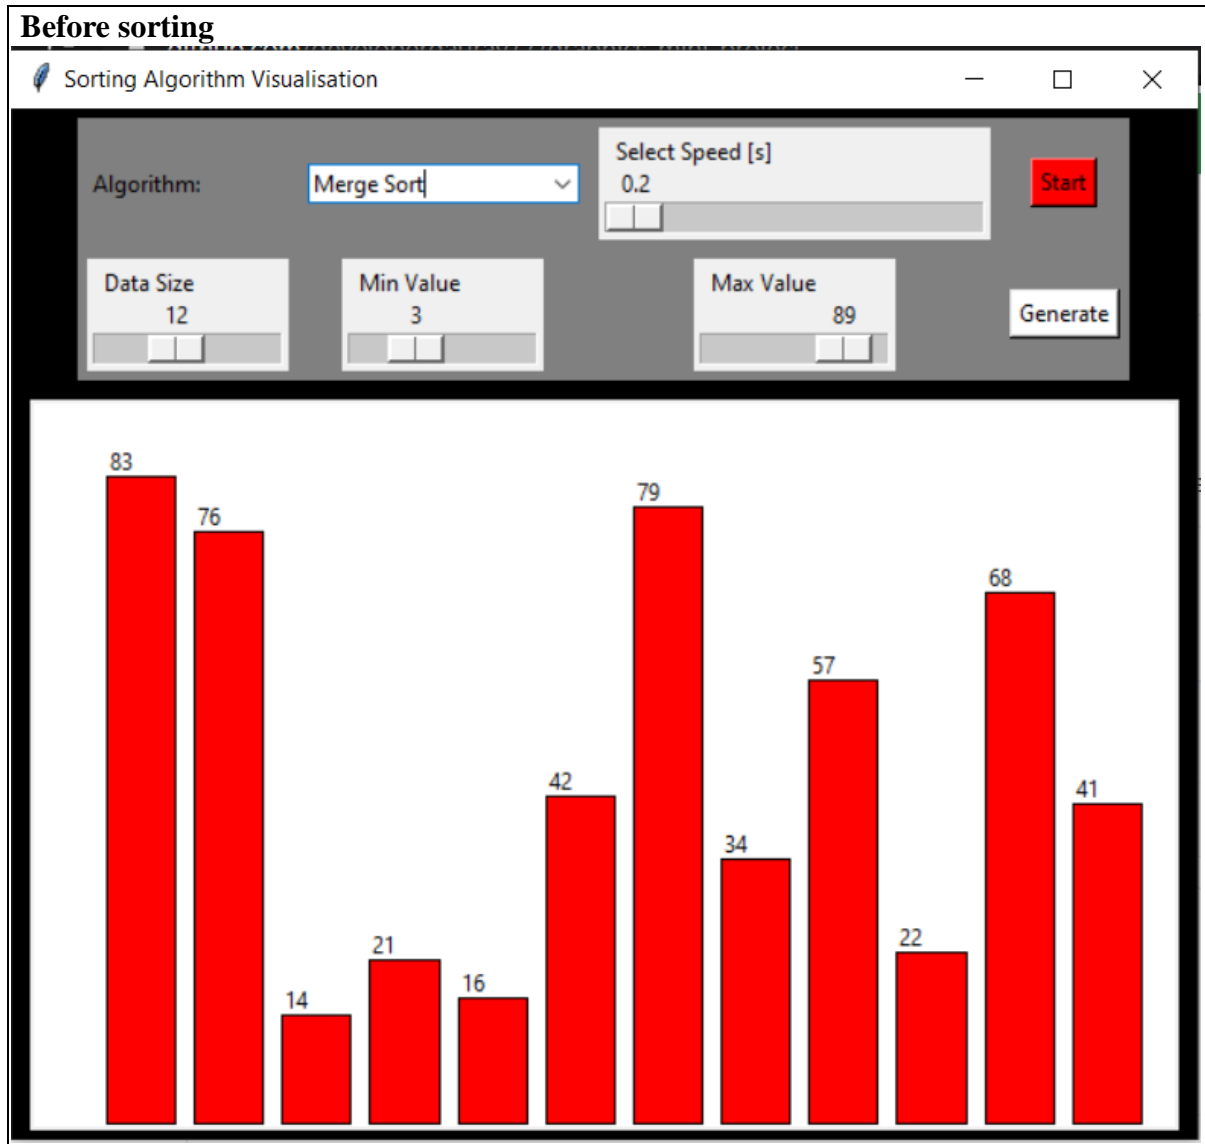 Before sorting
Sorting Algorithm Visualisation
Algorithm:
Merge Sort
Select Speed [s]
0.2
Start
Data Size
12
Min Value
3
Max Value
89
Generate
83
76
14
21
16
42
79
34
57
22
68
41